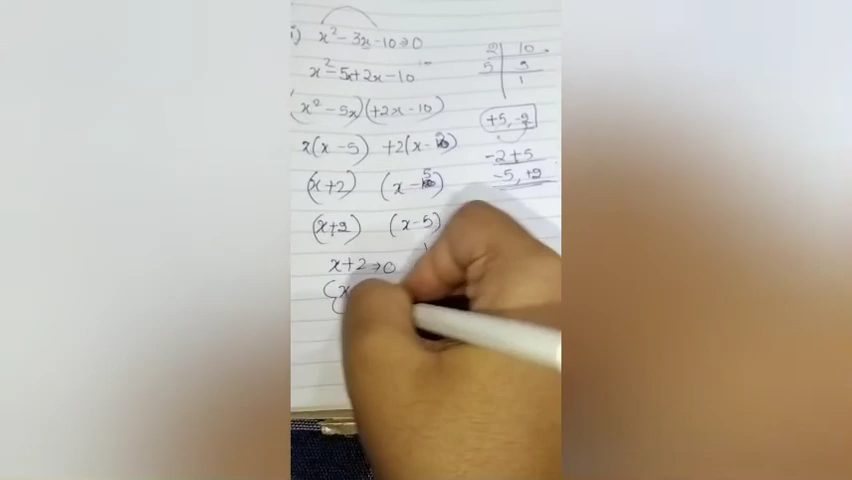 i) x² - 3x - 10 → 0
x² - 5x + 2x - 10
(x² - 5x) (+2x - 10)
x(x - 5) +2(x -
(x+2) (x - 5)
(x+2) (x-5)
x+2 → 0
(x
2 | 10
5 | 5
1
+5, -2
-2+5
-5, +2